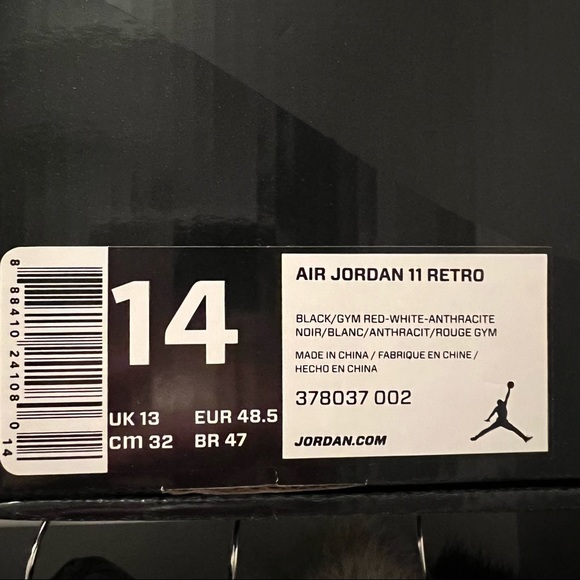 8 88410 24108 0 14
14
UK 13 EUR 48.5
cm 32 BR 47
AIR JORDAN 11 RETRO
BLACK/GYM RED-WHITE-ANTHRACITE
NOIR/BLANC/ANTHRACIT/ROUGE GYM
MADE IN CHINA / FABRIQUE EN CHINE /
HECHO EN CHINA
378037 002
JORDAN.COM